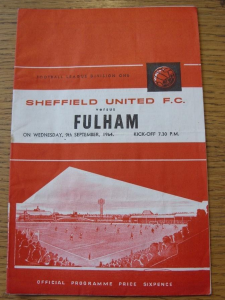 FOOTBALL LEAGUE DIVISION ONE
SHEFFIELD UNITED F.C.
versus
FULHAM
ON WEDNESDAY, 9th SEPTEMBER, 1964. KICK-OFF 7.30 P.M.
OFFICIAL PROGRAMME PRICE SIXPENCE